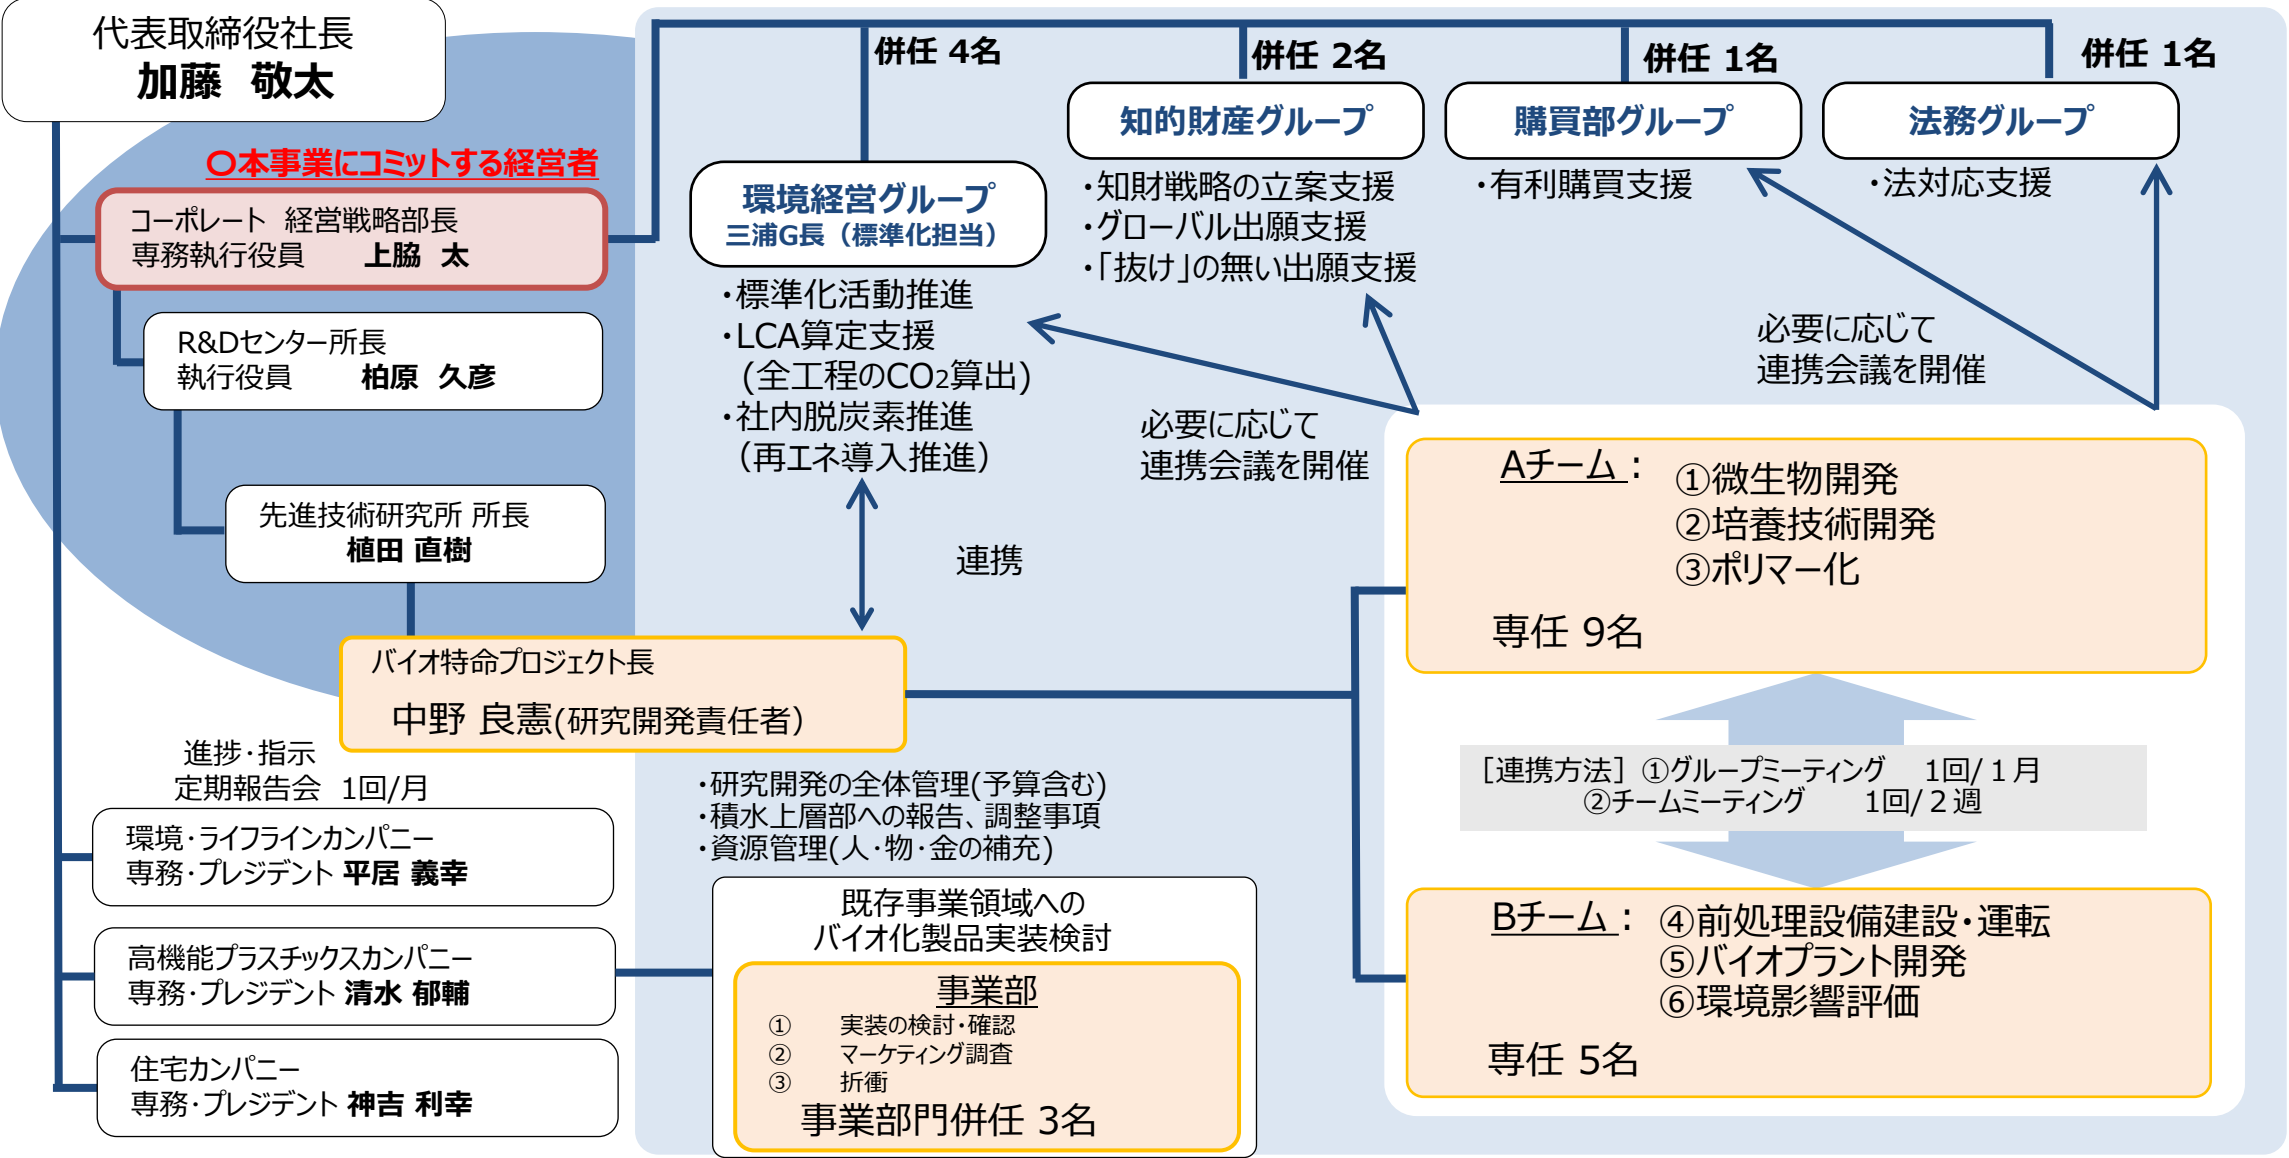 代表取締役社長
加藤 敬太
〇本事業にコミットする経営者
コーポレート 経営戦略部長
専務執行役員 上脇 太
R&Dセンター所長
執行役員 柏原 久彦
先進技術研究所 所長
植田 直樹
バイオ特命プロジェクト長
中野 良憲(研究開発責任者)
進捗・指示
定期報告会 1回/月
環境・ライフラインカンパニー
専務・プレジデント 平居 義幸
高機能プラスチックスカンパニー
専務・プレジデント 清水 郁輔
住宅カンパニー
専務・プレジデント 神吉 利幸
併任 4名
併任 2名
併任 1名
併任 1名
環境経営グループ
三浦G長（標準化担当）
・標準化活動推進
・LCA算定支援
(全工程のCO2算出)
・社内脱炭素推進
（再エネ導入推進）
知的財産グループ
・知財戦略の立案支援
・グローバル出願支援
・「抜け」の無い出願支援
購買部グループ
・有利購買支援
法務グループ
・法対応支援
必要に応じて
連携会議を開催
必要に応じて
連携会議を開催
連携
・研究開発の全体管理(予算含む)
・積水上層部への報告、調整事項
・資源管理(人・物・金の補充)
既存事業領域への
バイオ化製品実装検討
事業部
① 実装の検討・確認
② マーケティング調査
③ 折衝
事業部門併任 3名
Aチーム： ①微生物開発
②培養技術開発
③ポリマー化
専任 9名
［連携方法］①グループミーティング 1回/１月
②チームミーティング 1回/２週
Bチーム： ④前処理設備建設・運転
⑤バイオプラント開発
⑥環境影響評価
専任 5名